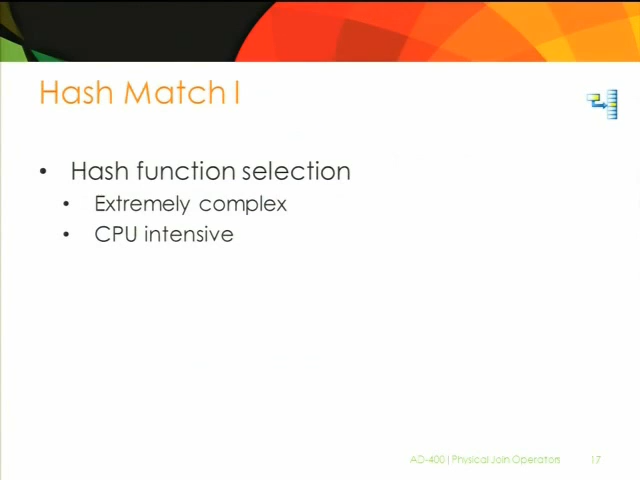 Hash Match I
• Hash function selection
• Extremely complex
• CPU intensive
AD-400 | Physical Join Operators 17